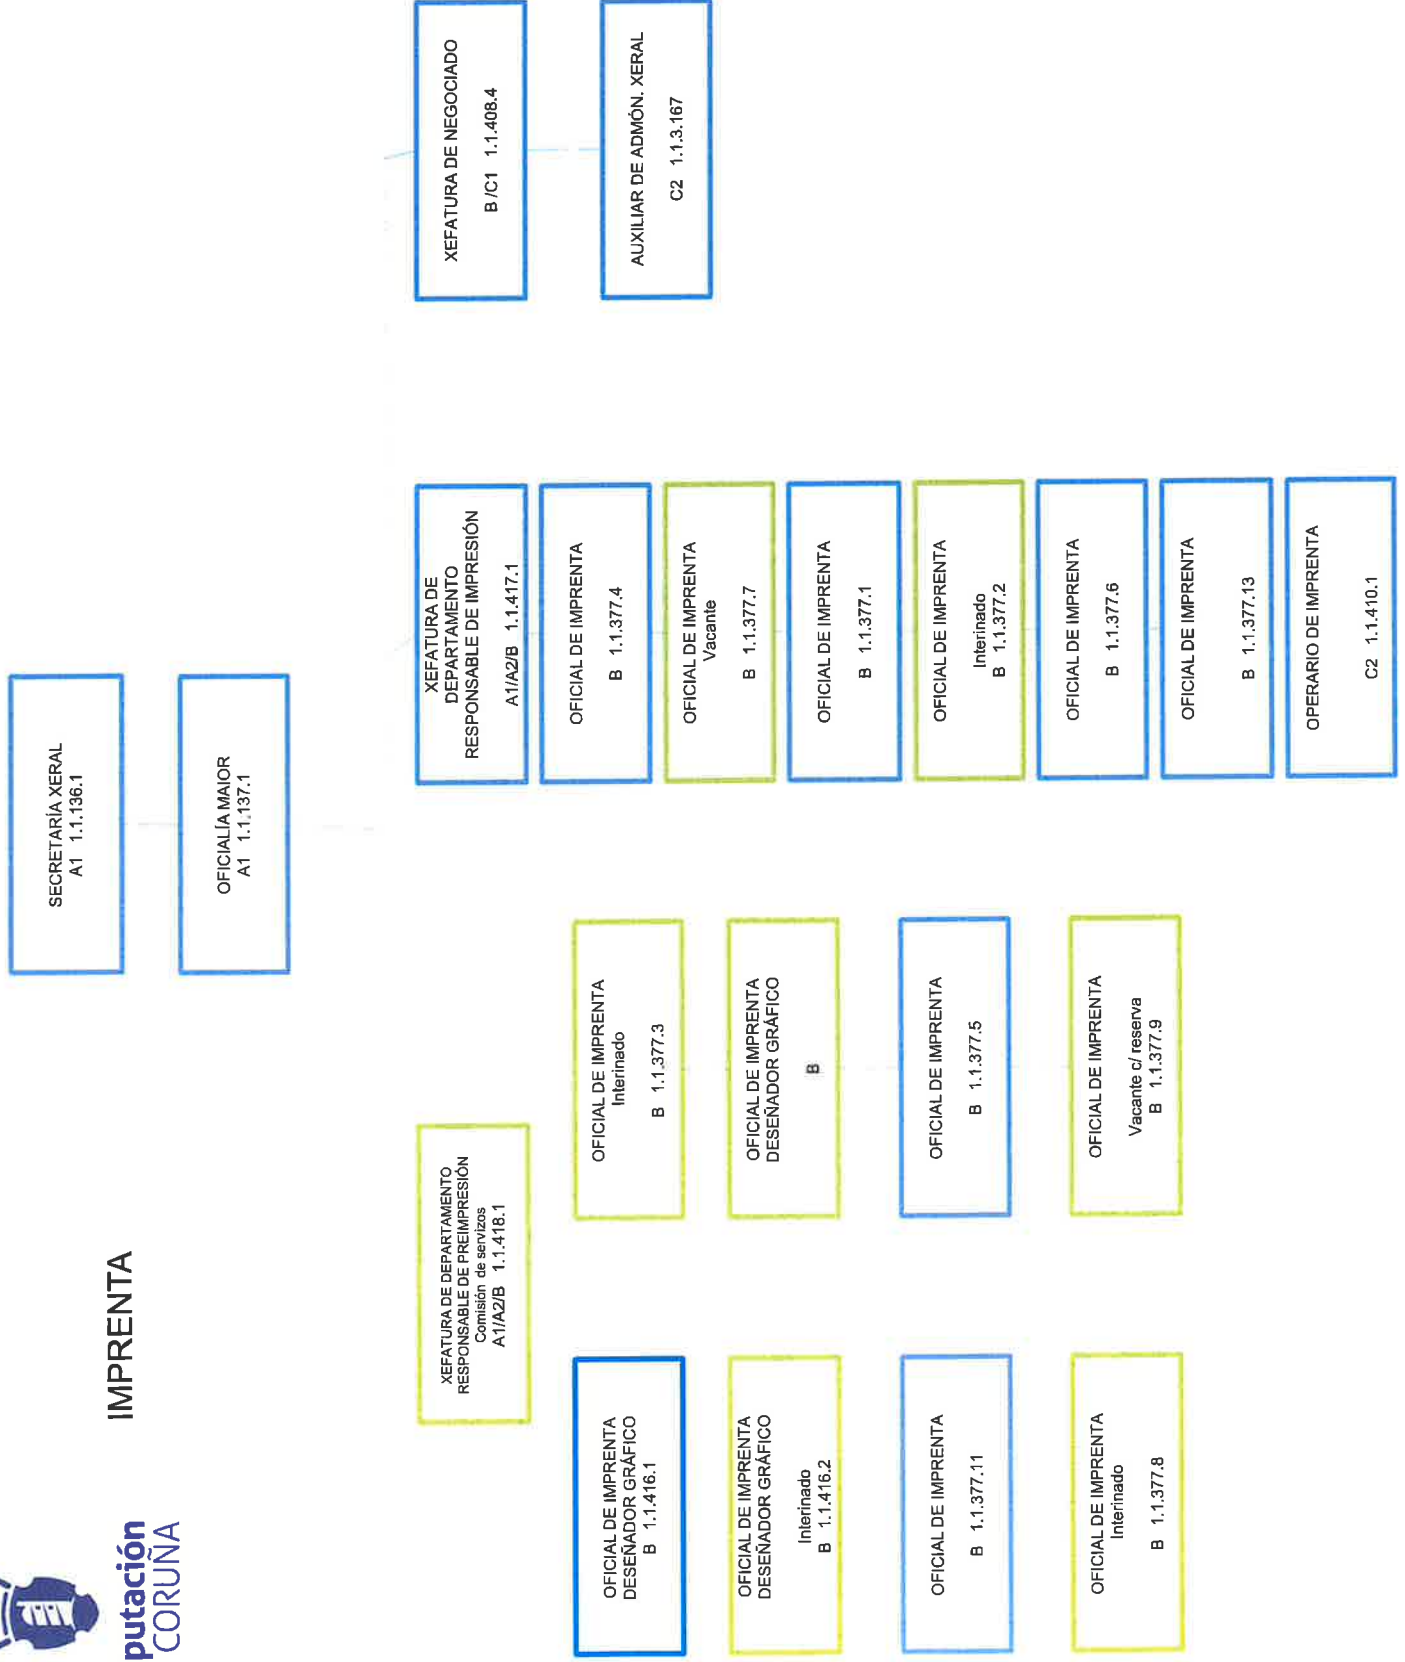 putación
CORUÑA
IMPRENTA
SECRETARÍA XERAL
A1 1.1.136.1
OFICIALÍA MAIOR
A1 1.1.137.1
XEFATURA DE DEPARTAMENTO
RESPONSABLE DE PREIMPRESIÓN
Comisión de servizos
A1/A2/B 1.1.418.1
XEFATURA DE
DEPARTAMENTO
RESPONSABLE DE IMPRESIÓN
A1/A2/B 1.1.417.1
XEFATURA DE NEGOCIADO
B /C1 1.1.408.4
OFICIAL DE IMPRENTA
DESEÑADOR GRÁFICO
B 1.1.416.1
OFICIAL DE IMPRENTA
Interinado
B 1.1.377.3
OFICIAL DE IMPRENTA
B 1.1.377.4
AUXILIAR DE ADMÓN. XERAL
C2 1.1.3.167
OFICIAL DE IMPRENTA
DESEÑADOR GRÁFICO
Interinado
B 1.1.416.2
OFICIAL DE IMPRENTA
DESEÑADOR GRÁFICO
B
OFICIAL DE IMPRENTA
Vacante
B 1.1.377.7
OFICIAL DE IMPRENTA
B 1.1.377.1
OFICIAL DE IMPRENTA
B 1.1.377.11
OFICIAL DE IMPRENTA
B 1.1.377.5
OFICIAL DE IMPRENTA
Interinado
B 1.1.377.2
OFICIAL DE IMPRENTA
B 1.1.377.6
OFICIAL DE IMPRENTA
Interinado
B 1.1.377.8
OFICIAL DE IMPRENTA
Vacante c/ reserva
B 1.1.377.9
OFICIAL DE IMPRENTA
B 1.1.377.13
OPERARIO DE IMPRENTA
C2 1.1.410.1